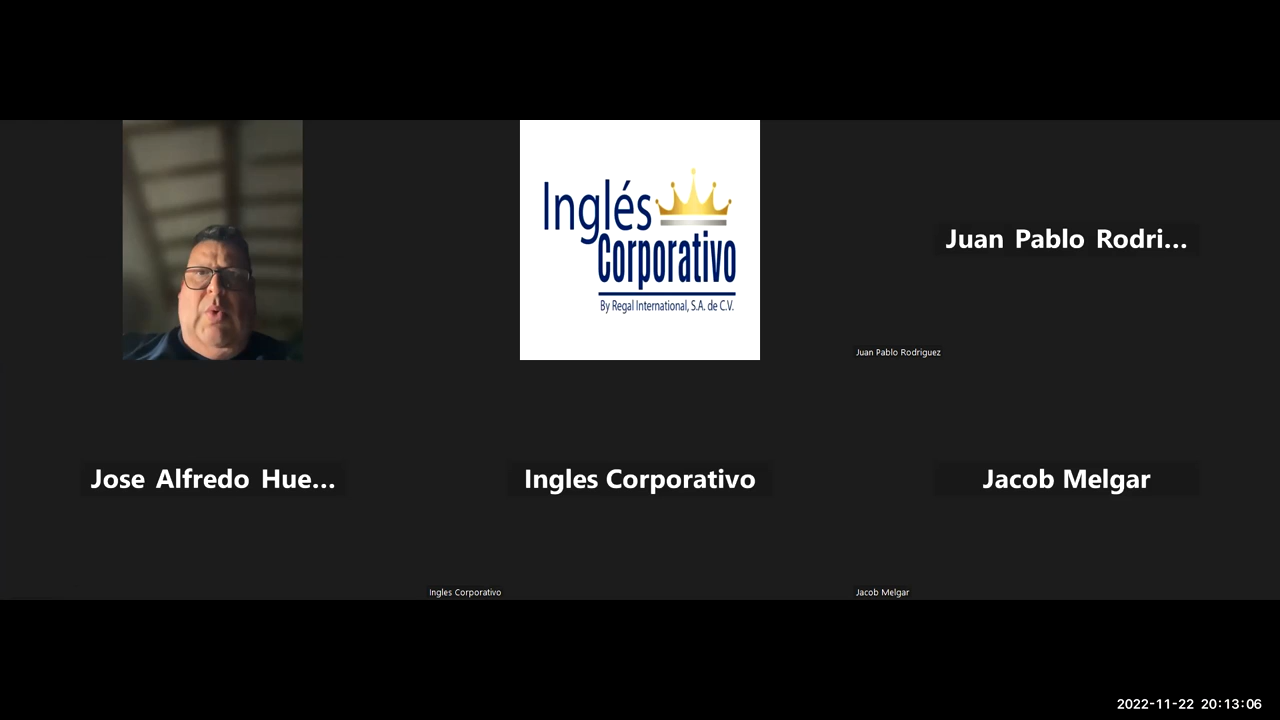 Inglés
Corporativo
By Regal International, S.A. de C.V.
Juan Pablo Rodri...
Juan Pablo Rodriguez
Jose Alfredo Hue...
Ingles Corporativo
Jacob Melgar
Ingles Corporativo
Jacob Melgar
2022-11-22 20:13:06